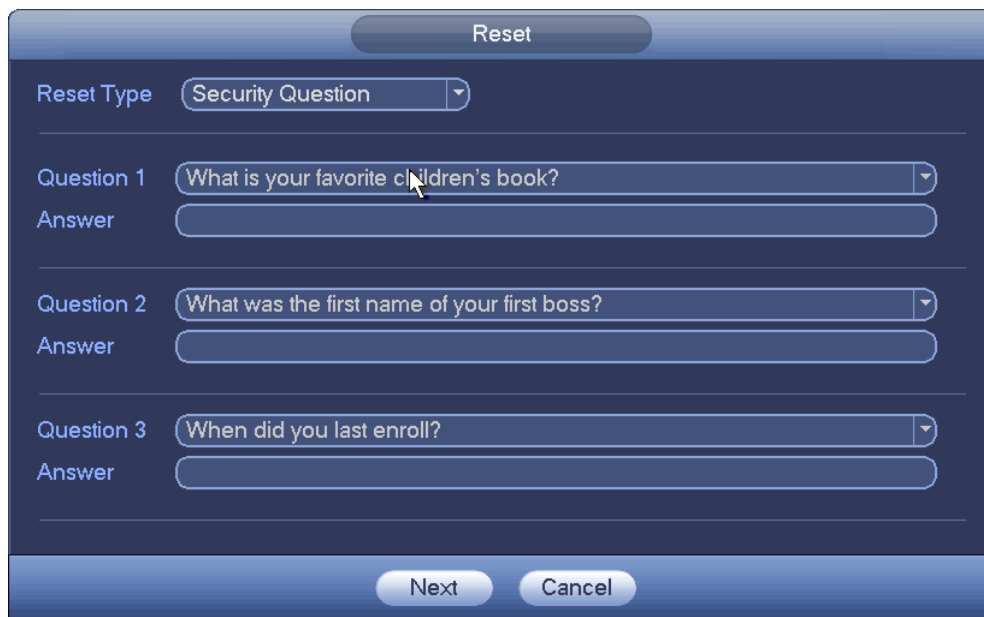 Reset
Reset Type Security Question
Question 1 What is your favorite children's book?
Answer
Question 2 What was the first name of your first boss?
Answer
Question 3 When did you last enroll?
Answer
Next Cancel